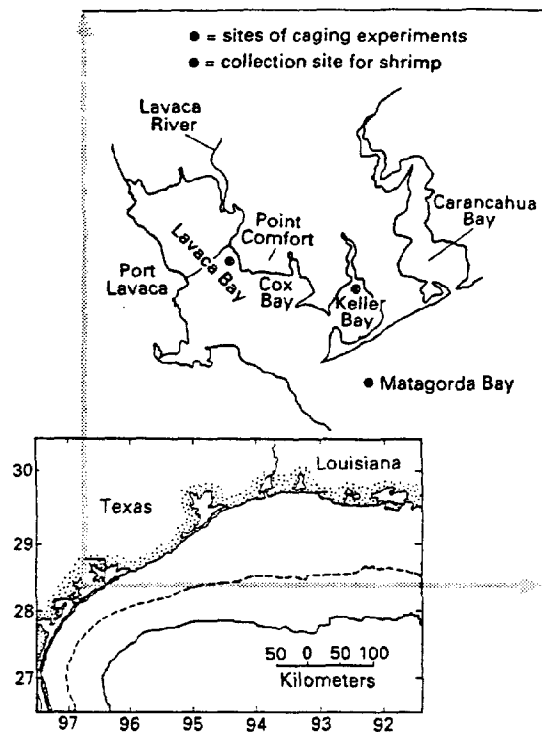 ● = sites of caging experiments
● = collection site for shrimp
Lavaca
River
Carancahua
Bay
Point
Comfort
Lavaca Bay
Port
Lavaca
Cox
Bay
Keller
Bay
● Matagorda Bay
30
29
28
27
Texas
Louisiana
50 0 50 100
Kilometers
97 96 95 94 93 92